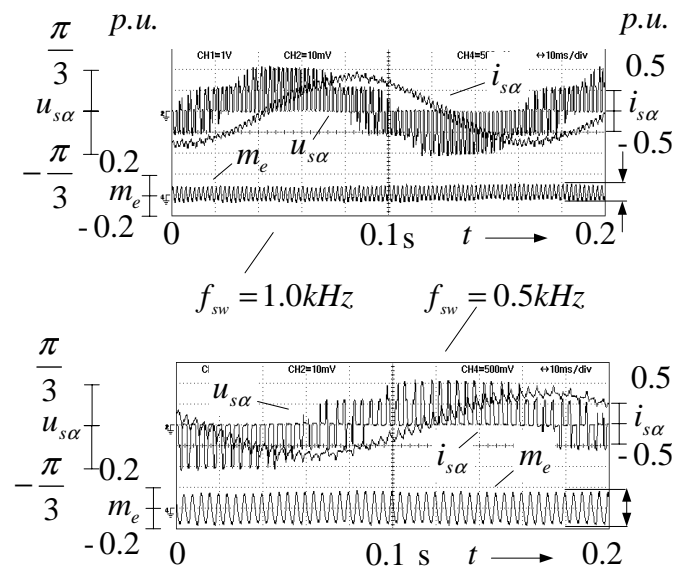 p.u.
p.u.
π/3
CH1=1V CH2=10mV CH4=5 ↔10ms/div
0.5
u_sα
i_sα
i_sα
u_sα
-0.5
-π/3
0.2
m_e
m_e
-0.2
0 0.1 s t 0.2
f_sw = 1.0kHz f_sw = 0.5kHz
π/3
C CH2=10mV CH4=500mV ↔10ms/div
0.5
u_sα
u_sα
i_sα
i_sα
m_e
-0.5
-π/3
0.2
m_e
-0.2
0 0.1 s t 0.2